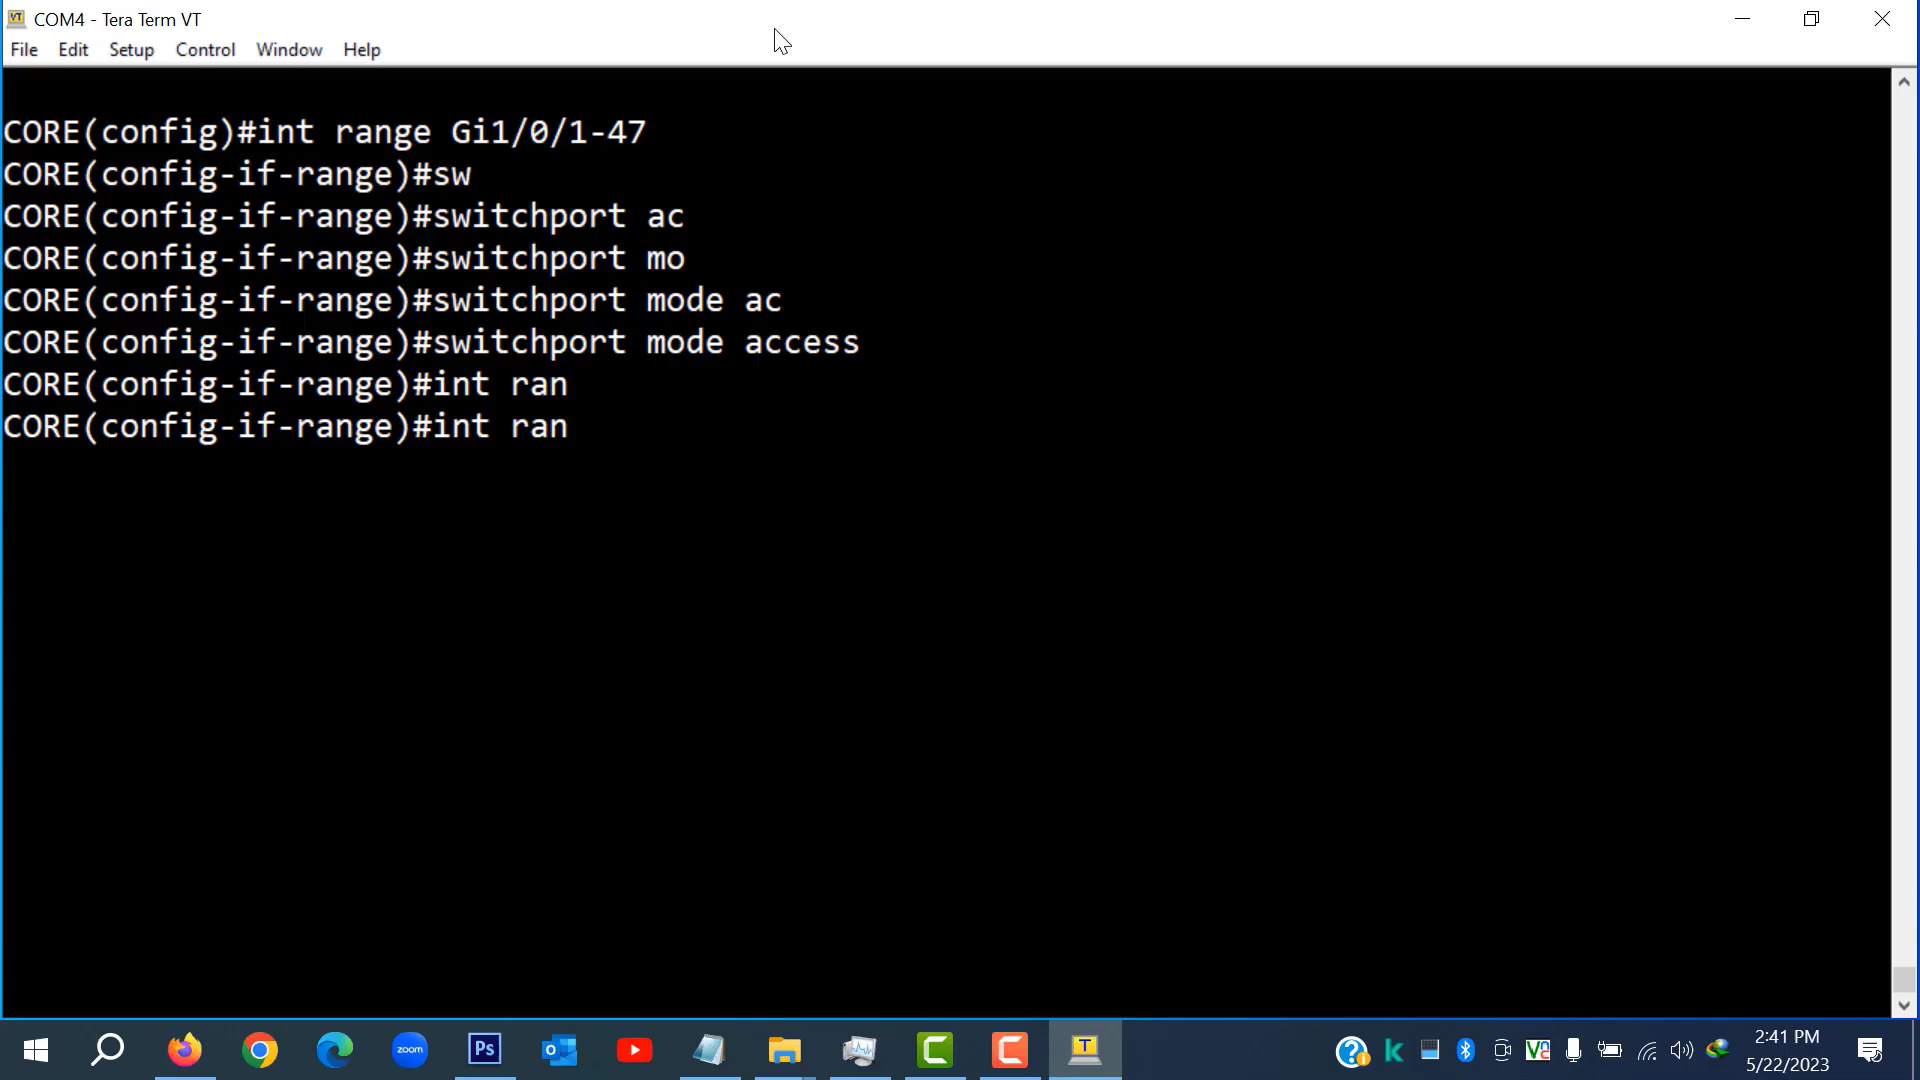 COM4 - Tera Term VT
File Edit Setup Control Window Help
CORE(config)#int range Gi1/0/1-47
CORE(config-if-range)#sw
CORE(config-if-range)#switchport ac
CORE(config-if-range)#switchport mo
CORE(config-if-range)#switchport mode ac
CORE(config-if-range)#switchport mode access
CORE(config-if-range)#int ran
CORE(config-if-range)#int ran
zoom
Ps
2:41 PM
5/22/2023